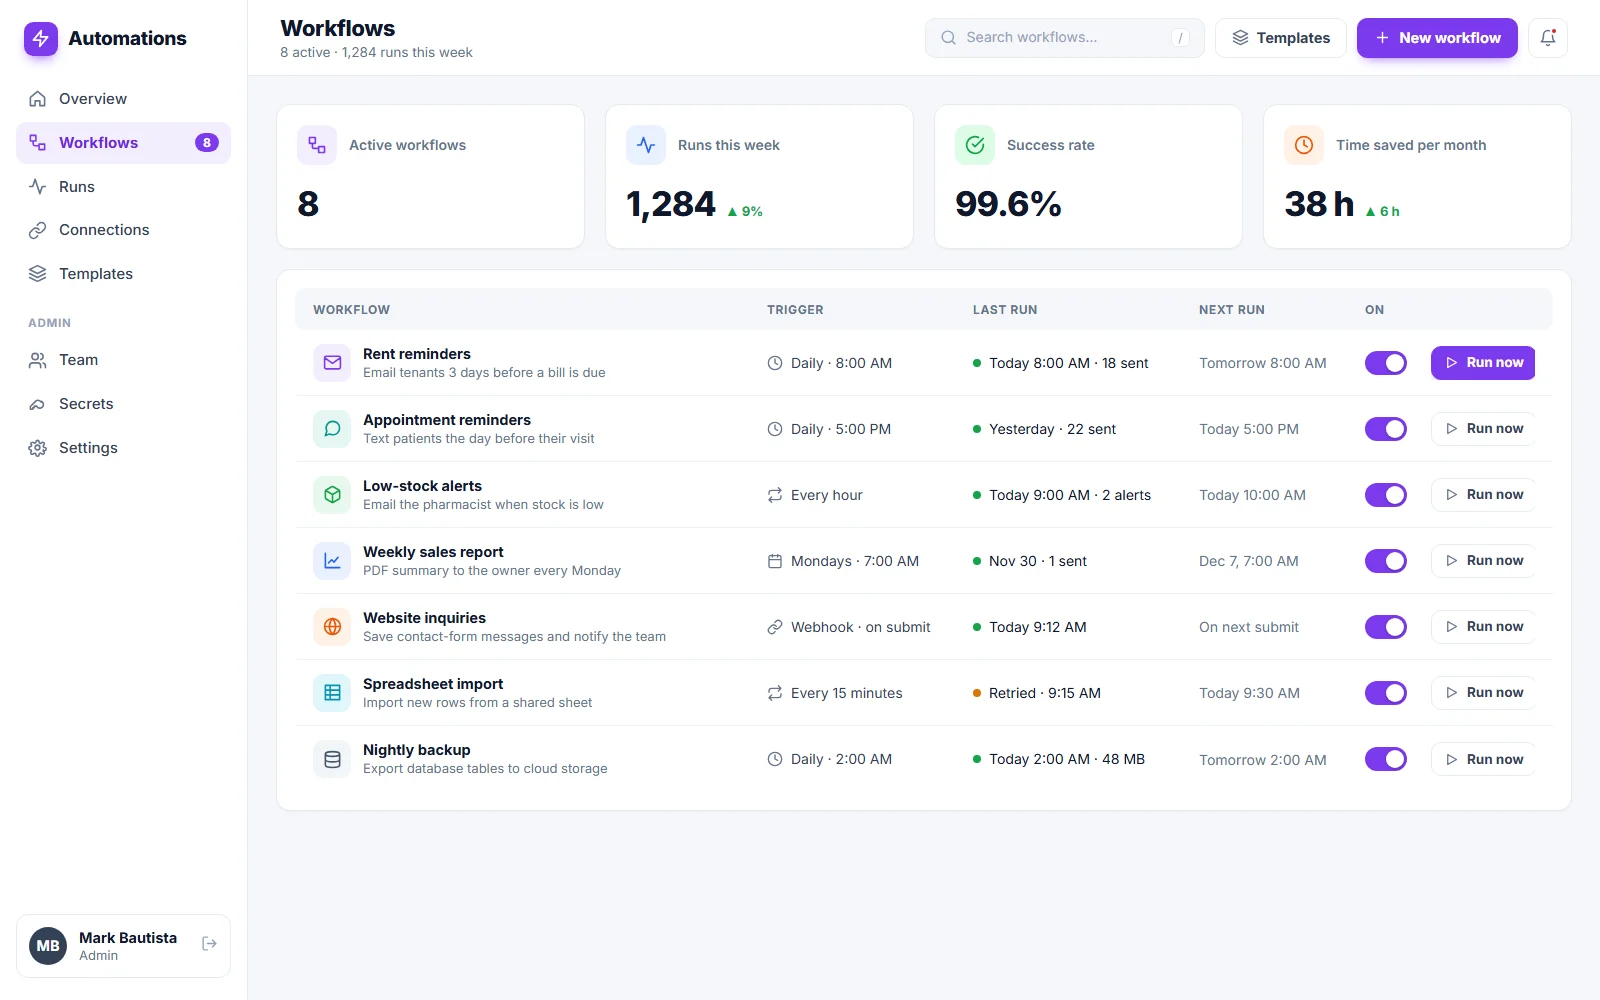 Automations
Overview
Workflows 8
Runs
Connections
Templates
ADMIN
Team
Secrets
Settings
MB
Mark Bautista
Admin
Workflows
8 active · 1,284 runs this week
Search workflows... /
Templates
New workflow
Active workflows
8
Runs this week
1,284 ▲ 9%
Success rate
99.6%
Time saved per month
38 h ▲ 6 h
WORKFLOW TRIGGER LAST RUN NEXT RUN ON
Rent reminders
Email tenants 3 days before a bill is due
Daily · 8:00 AM
Today 8:00 AM · 18 sent
Tomorrow 8:00 AM
Run now
Appointment reminders
Text patients the day before their visit
Daily · 5:00 PM
Yesterday · 22 sent
Today 5:00 PM
Run now
Low-stock alerts
Email the pharmacist when stock is low
Every hour
Today 9:00 AM · 2 alerts
Today 10:00 AM
Run now
Weekly sales report
PDF summary to the owner every Monday
Mondays · 7:00 AM
Nov 30 · 1 sent
Dec 7, 7:00 AM
Run now
Website inquiries
Save contact-form messages and notify the team
Webhook · on submit
Today 9:12 AM
On next submit
Run now
Spreadsheet import
Import new rows from a shared sheet
Every 15 minutes
Retried · 9:15 AM
Today 9:30 AM
Run now
Nightly backup
Export database tables to cloud storage
Daily · 2:00 AM
Today 2:00 AM · 48 MB
Tomorrow 2:00 AM
Run now